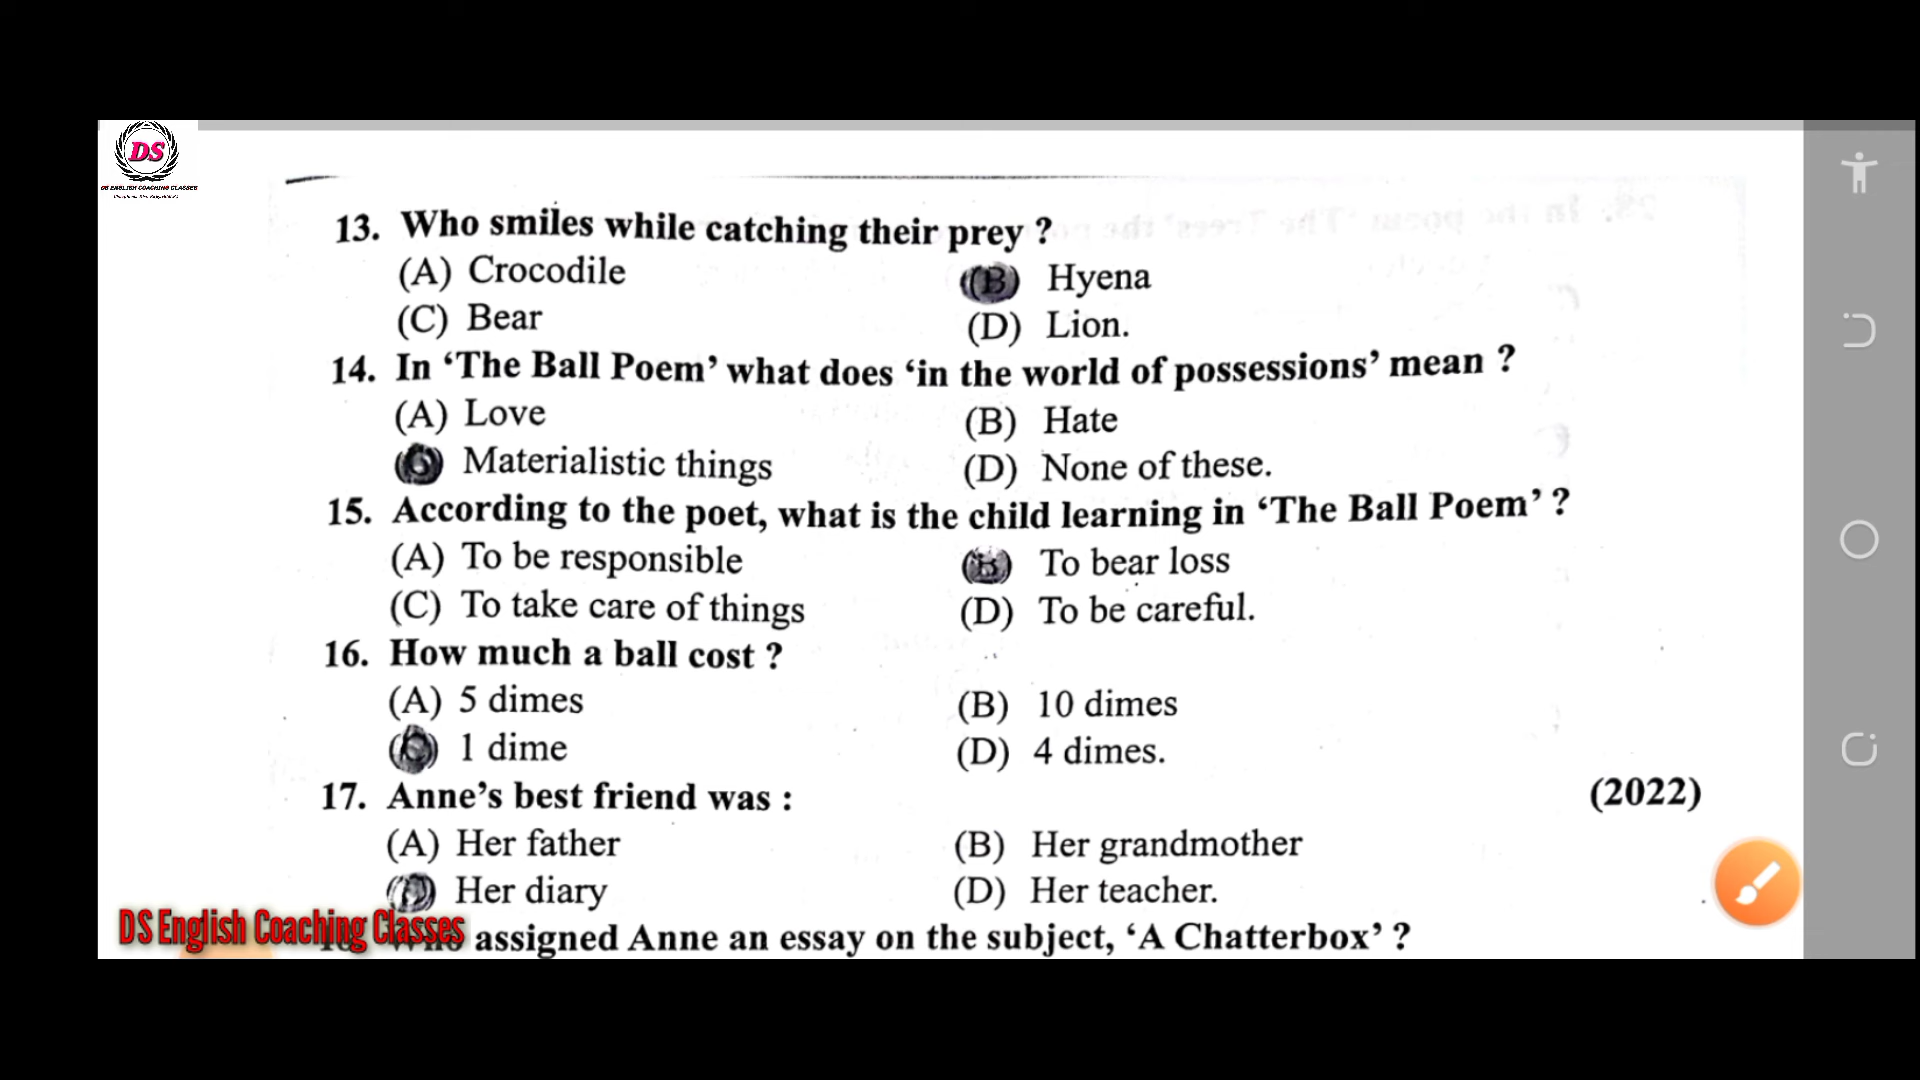 DS
DS ENGLISH COACHING CLASSES
13. Who smiles while catching their prey ?
(A) Crocodile (B) Hyena
(C) Bear (D) Lion.
14. In ‘The Ball Poem’ what does ‘in the world of possessions’ mean ?
(A) Love (B) Hate
(C) Materialistic things (D) None of these.
15. According to the poet, what is the child learning in ‘The Ball Poem’ ?
(A) To be responsible (B) To bear loss
(C) To take care of things (D) To be careful.
16. How much a ball cost ?
(A) 5 dimes (B) 10 dimes
(C) 1 dime (D) 4 dimes.
17. Anne’s best friend was : (2022)
(A) Her father (B) Her grandmother
Her diary (D) Her teacher.
DS English Coaching Classes
assigned Anne an essay on the subject, ‘A Chatterbox’ ?